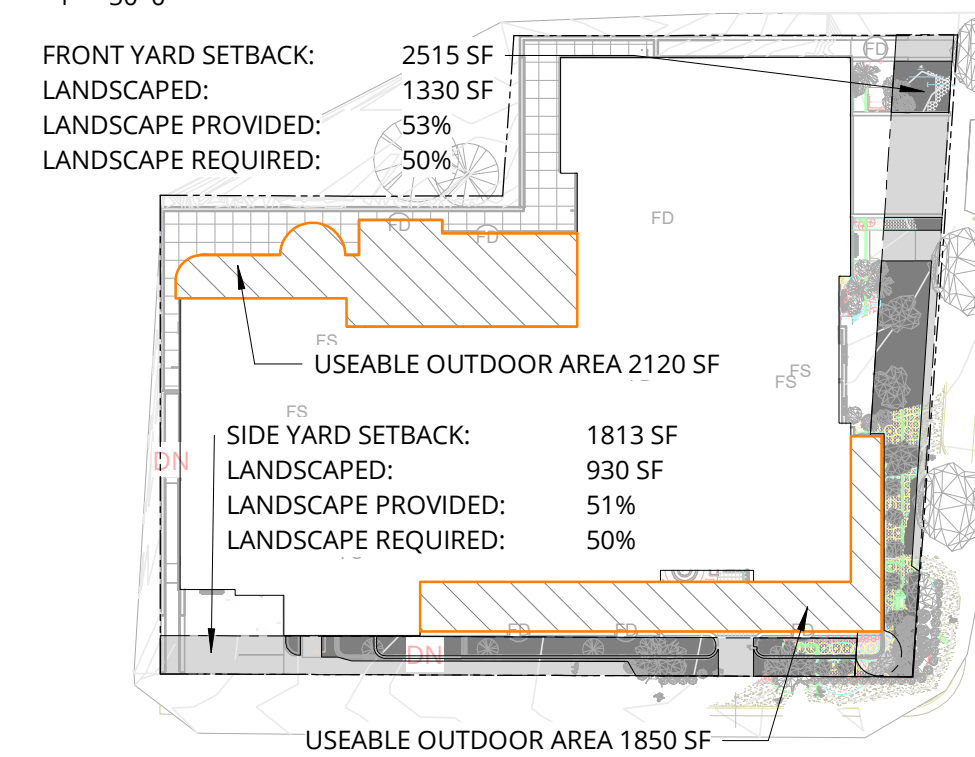 FRONT YARD SETBACK: 2515 SF
LANDSCAPED: 1330 SF
LANDSCAPE PROVIDED: 53%
LANDSCAPE REQUIRED: 50%
FD
FD
FD
FD
FS
USEABLE OUTDOOR AREA 2120 SF
FS
FS
FS
SIDE YARD SETBACK: 1813 SF
LANDSCAPED: 930 SF
LANDSCAPE PROVIDED: 51%
LANDSCAPE REQUIRED: 50%
DN
FD
FD
FD
DN
USEABLE OUTDOOR AREA 1850 SF